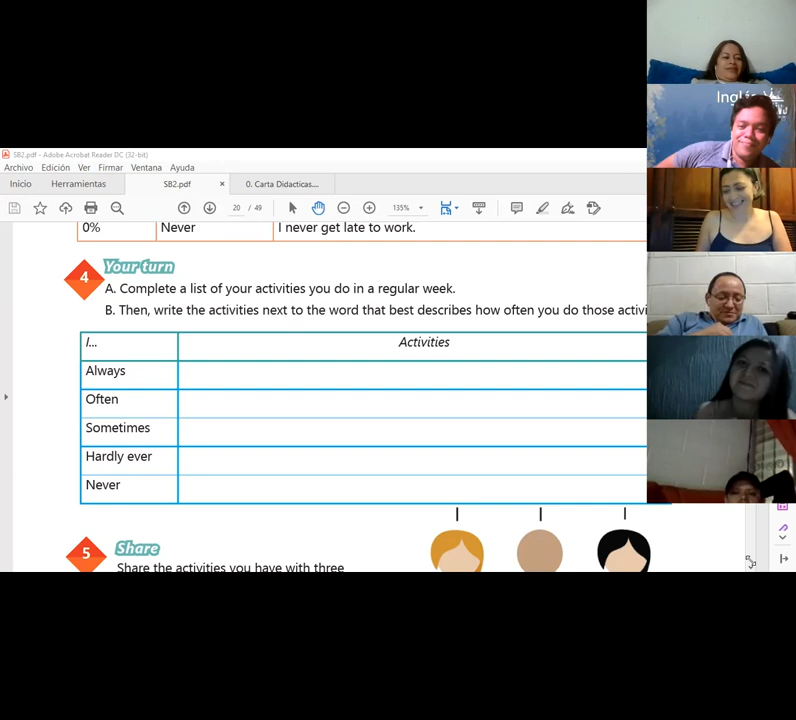 SB2.pdf - Adobe Acrobat Reader DC (32-bit)
Archivo Edición Ver Firmar Ventana Ayuda
Inicio Herramientas SB2.pdf × 0. Carta Didacticas....
20 / 49 135%
0% Never I never get late to work.
4 Your turn
A. Complete a list of your activities you do in a regular week.
B. Then, write the activities next to the word that best describes how often you do those activi
I... Activities
Always
Often
Sometimes
Hardly ever
Never
5 Share
Share the activities you have with three